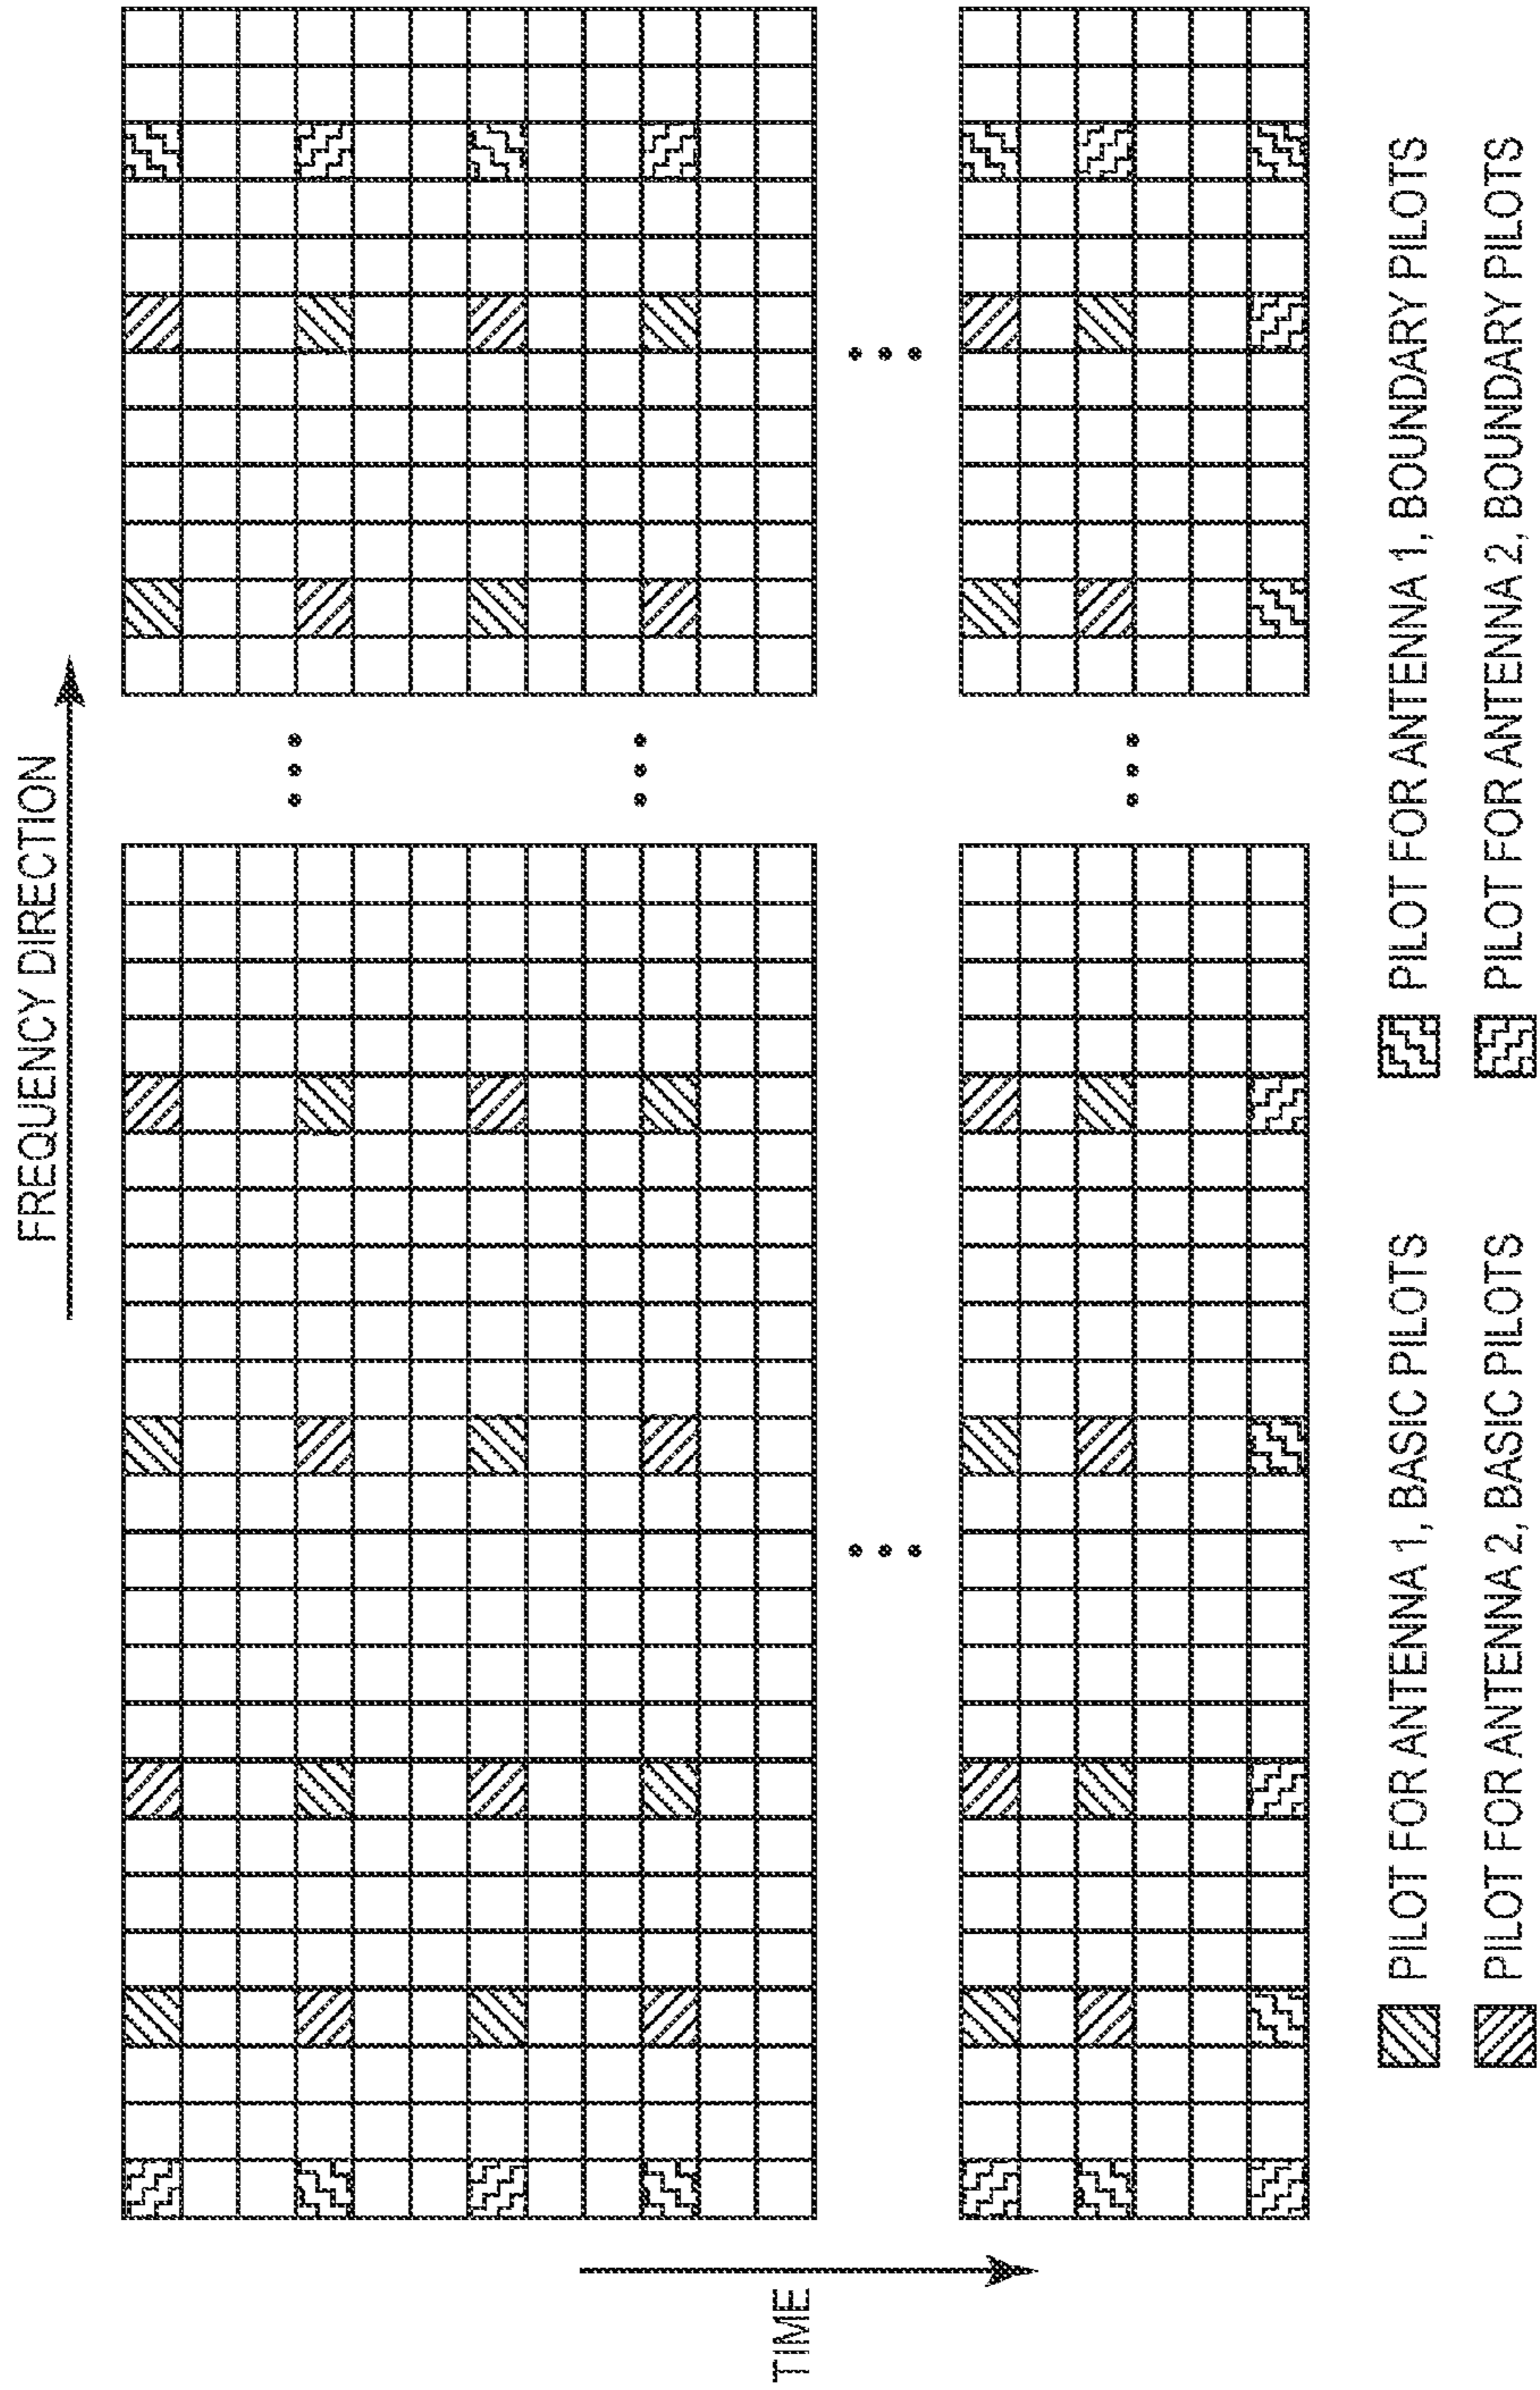 FREQUENCY DIRECTION
TIME
PILOT FOR ANTENNA 1, BASIC PILOTS
PILOT FOR ANTENNA 2, BASIC PILOTS
PILOT FOR ANTENNA 1, BOUNDARY PILOTS
PILOT FOR ANTENNA 2, BOUNDARY PILOTS